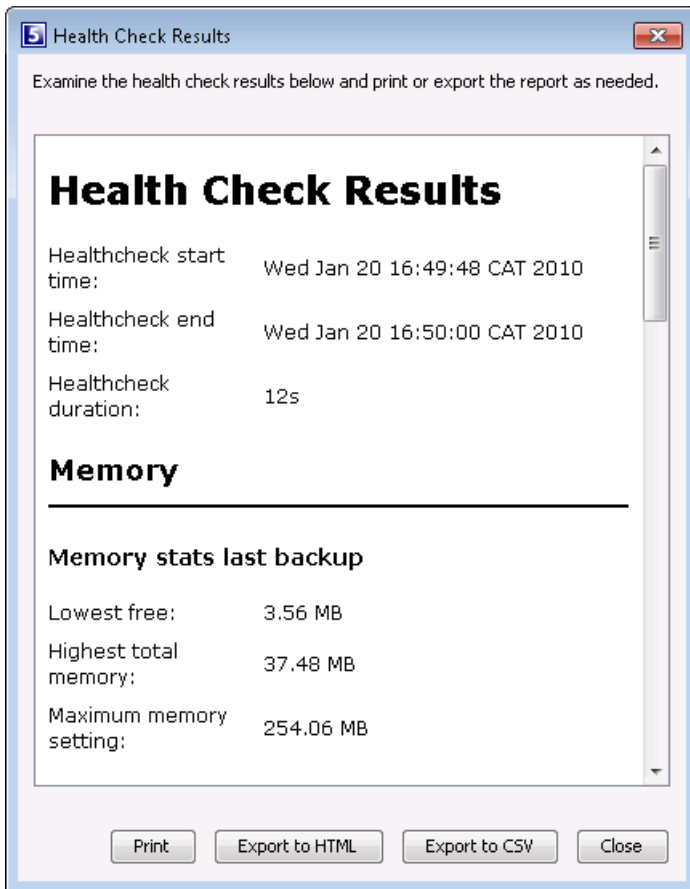 5 Health Check Results
Examine the health check results below and print or export the report as needed.
Health Check Results
Healthcheck start
time:
Wed Jan 20 16:49:48 CAT 2010
Healthcheck end
time:
Wed Jan 20 16:50:00 CAT 2010
Healthcheck
duration:
12s
Memory
Memory stats last backup
Lowest free:
3.56 MB
Highest total
memory:
37.48 MB
Maximum memory
setting:
254.06 MB
Print
Export to HTML
Export to CSV
Close